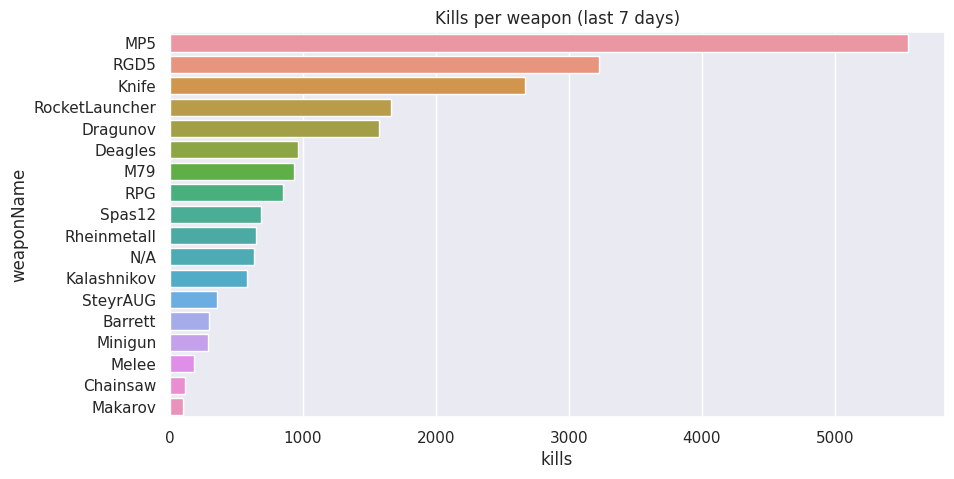 Kills per weapon (last 7 days)
weaponName
MP5
RGD5
Knife
RocketLauncher
Dragunov
Deagles
M79
RPG
Spas12
Rheinmetall
N/A
Kalashnikov
SteyrAUG
Barrett
Minigun
Melee
Chainsaw
Makarov
0 1000 2000 3000 4000 5000
kills